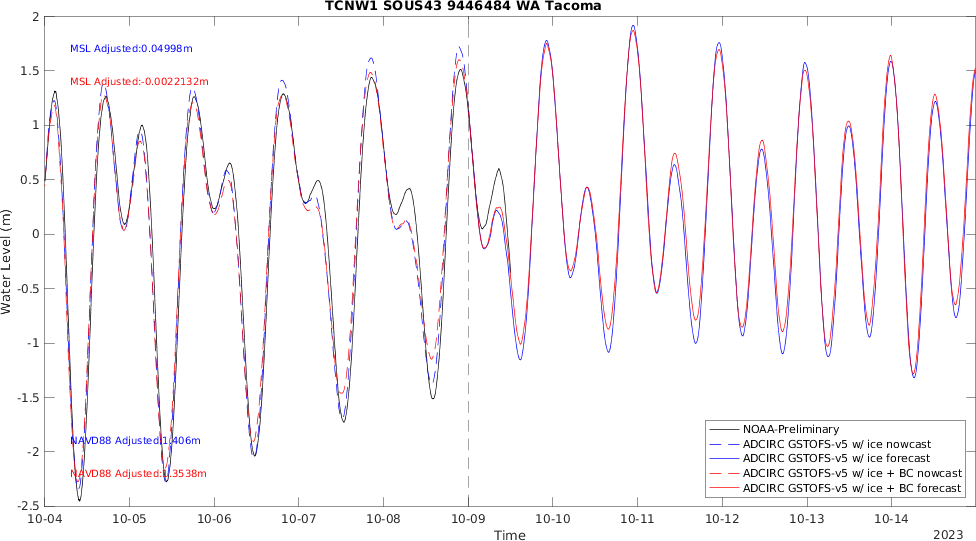 TCNW1 SOUS43 9446484 WA Tacoma
2
1.5
1
0.5
0
-0.5
-1
-1.5
-2
-2.5
Water Level (m)
MSL Adjusted:0.04998m
MSL Adjusted:-0.0022132m
NAVD88 Adjusted:1.406m
NAVD88 Adjusted:1.3538m
NOAA-Preliminary
ADCIRC GSTOFS-v5 w/ ice nowcast
ADCIRC GSTOFS-v5 w/ ice forecast
ADCIRC GSTOFS-v5 w/ ice + BC nowcast
ADCIRC GSTOFS-v5 w/ ice + BC forecast
10-04 10-05 10-06 10-07 10-08 10-09 10-10 10-11 10-12 10-13 10-14
Time
2023